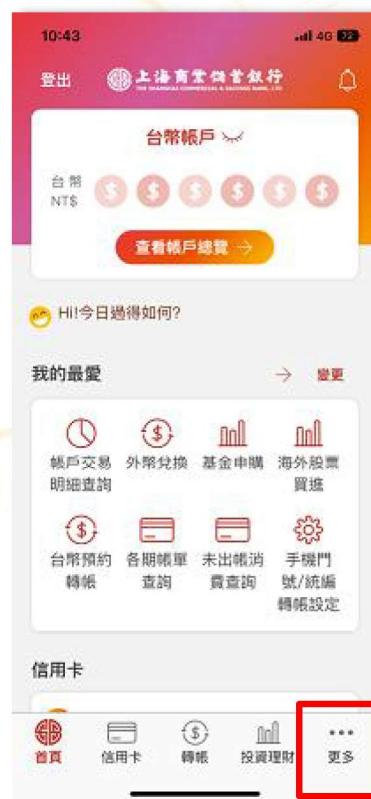 10:43
4G 32
登出
上海商業儲蓄銀行
THE SHANGHAI COMMERCIAL & SAVINGS BANK, LTD.
台幣帳戶
台幣
NT$
查看帳戶總覽 →
Hi!今日過得如何?
我的最愛
→ 變更
帳戶交易
明細查詢
外幣兌換
基金申購
海外股票
買進
台幣預約
轉帳
各期帳單
查詢
未出帳消
費查詢
手機門
號/統編
轉帳設定
信用卡
首頁
信用卡
轉帳
投資理財
更多